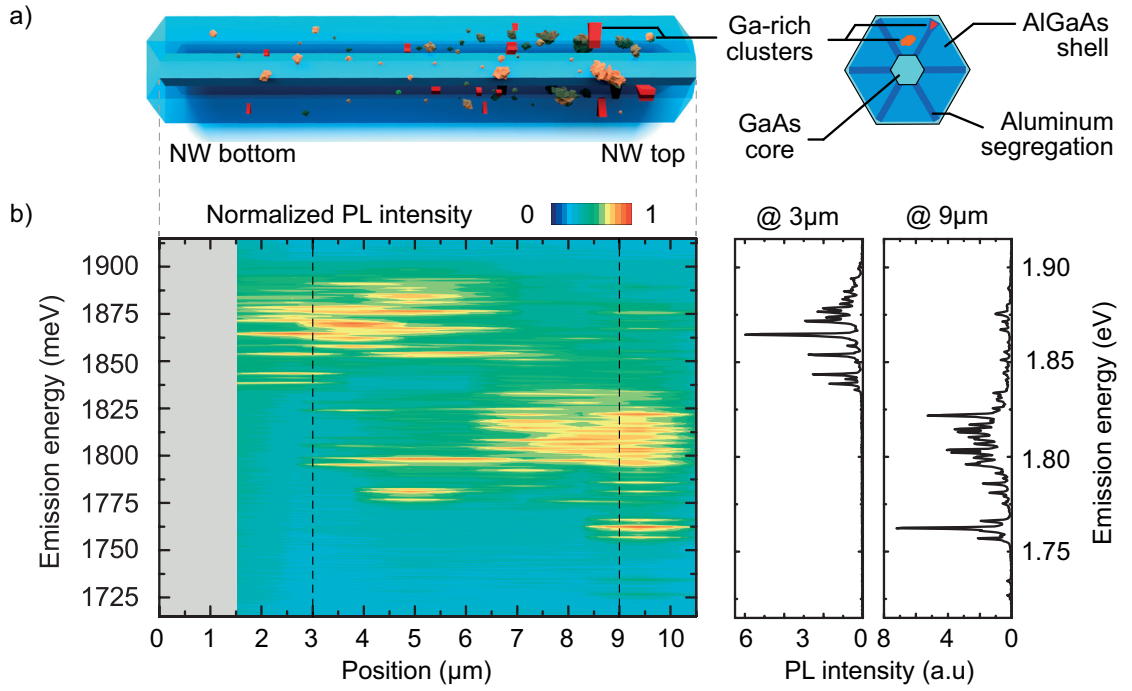 a)
Ga-rich
clusters
AlGaAs
shell
GaAs
core
Aluminum
segregation
NW bottom
NW top
b)
Normalized PL intensity 0 1
@ 3µm
@ 9µm
Emission energy (meV)
1900
1875
1850
1825
1800
1775
1750
1725
0 1 2 3 4 5 6 7 8 9 10
Position (µm)
6 4 2 0
8 4 0
PL intensity (a.u)
1.90
1.85
1.80
1.75
Emission energy (eV)